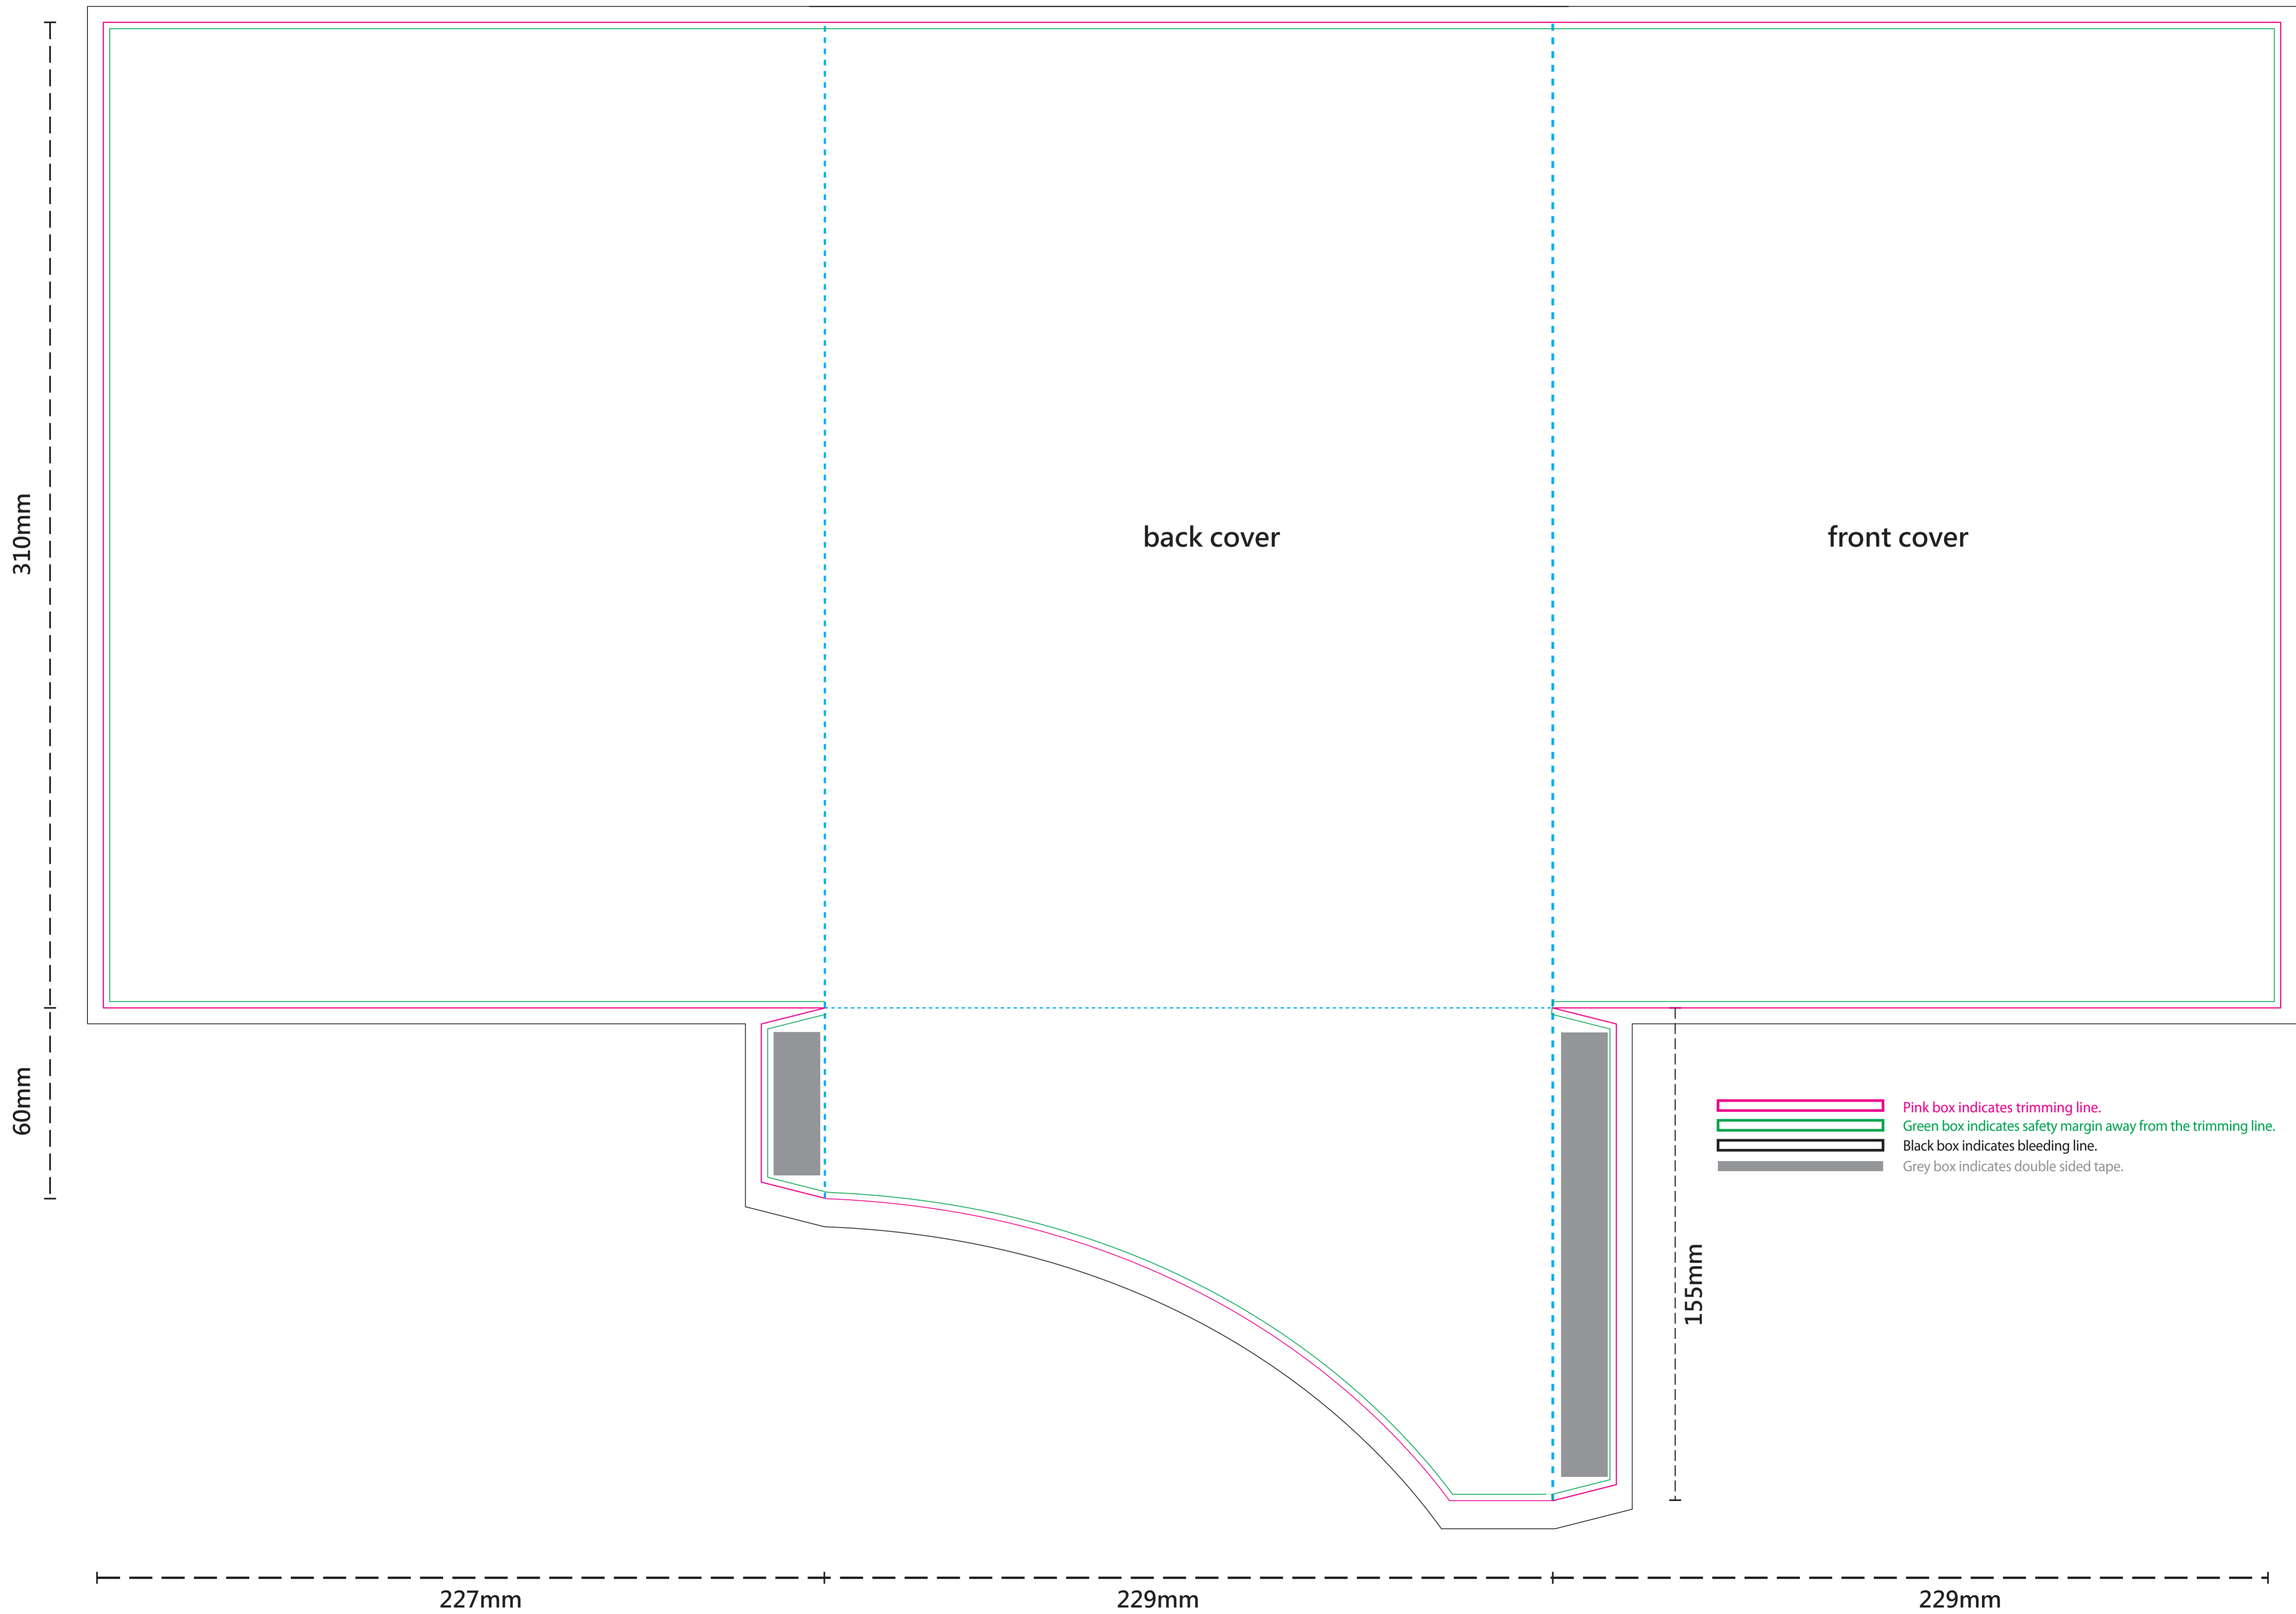 310mm
back cover
front cover
60mm
Pink box indicates trimming line.
Green box indicates safety margin away from the trimming line.
Black box indicates bleeding line.
Grey box indicates double sided tape.
155mm
227mm
229mm
229mm